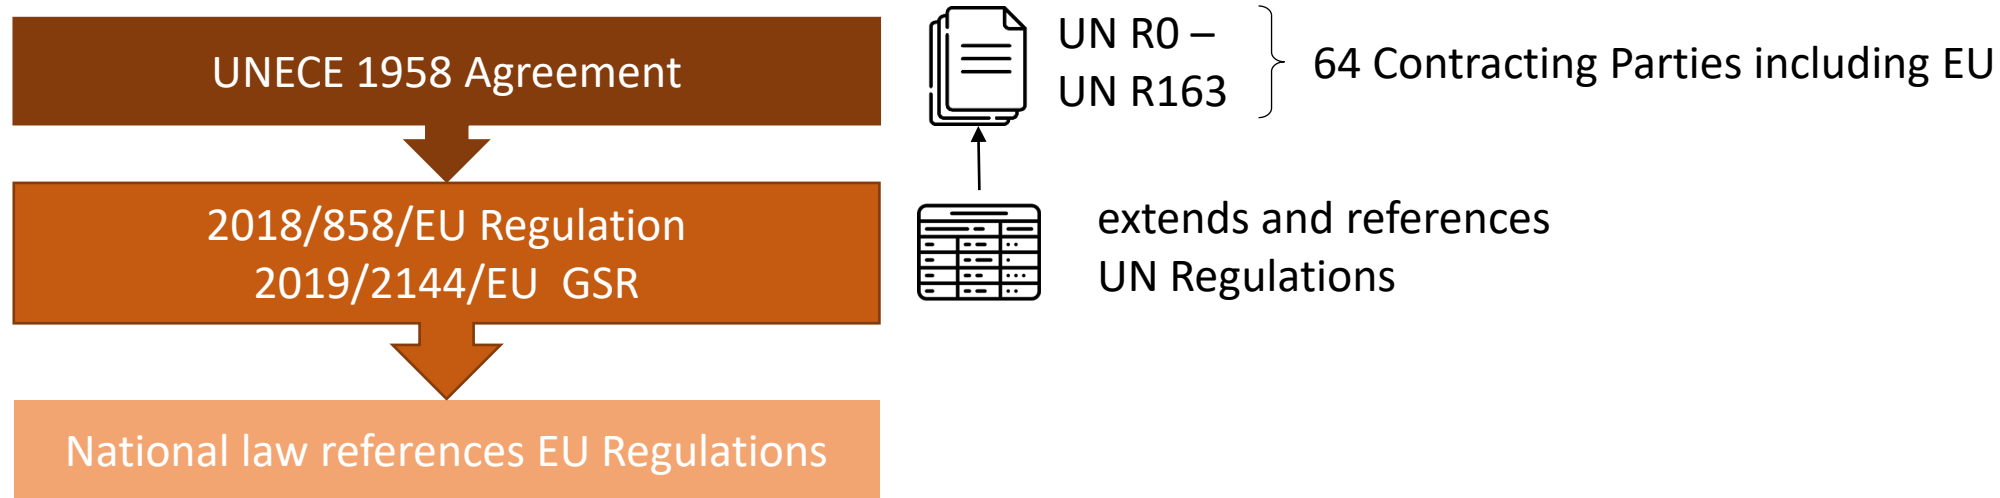 UNECE 1958 Agreement
UN R0 –
UN R163
64 Contracting Parties including EU
2018/858/EU Regulation
2019/2144/EU  GSR
extends and references
UN Regulations
National law references EU Regulations